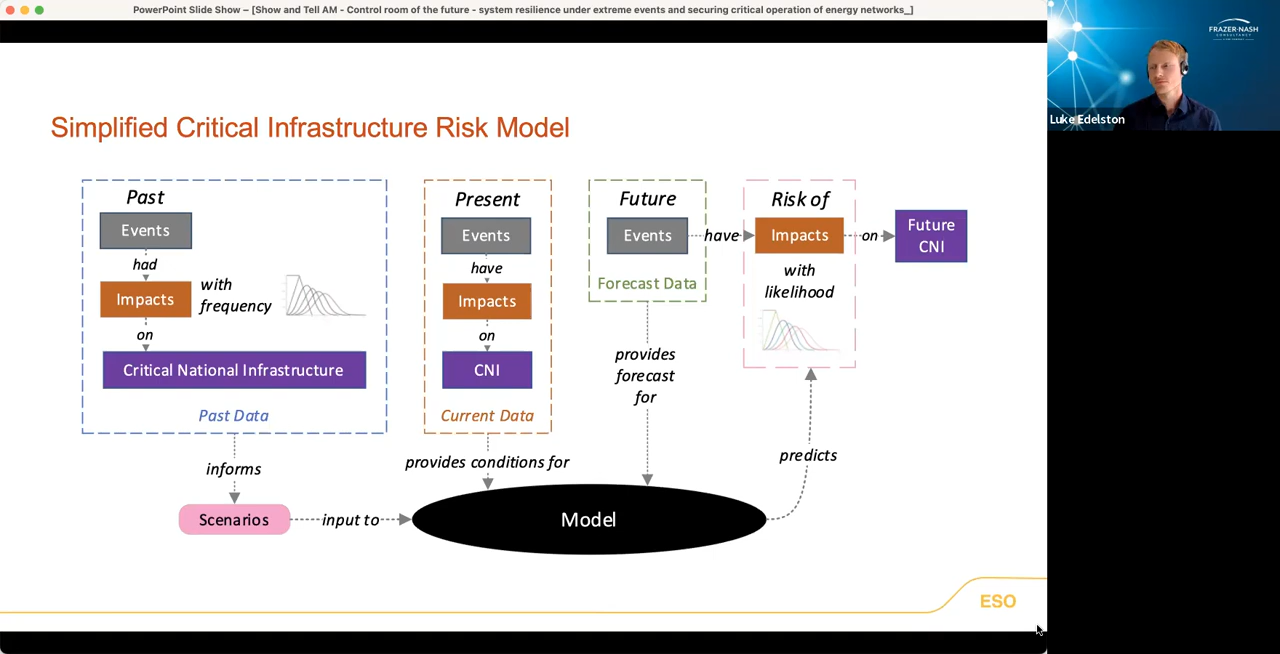 PowerPoint Slide Show – [Show and Tell AM - Control room of the future - system resilience under extreme events and securing critical operation of energy networks_]
FRAZER-NASH
CONSULTANCY
Luke Edelston
Simplified Critical Infrastructure Risk Model
Past
Events
had
Impacts
with
frequency
on
Critical National Infrastructure
Past Data
informs
Scenarios
input to
Present
Events
have
Impacts
on
CNI
Current Data
provides conditions for
Model
Future
Events
Forecast Data
provides
forecast
for
have
Risk of
Impacts
with
likelihood
predicts
on
Future
CNI
ESO